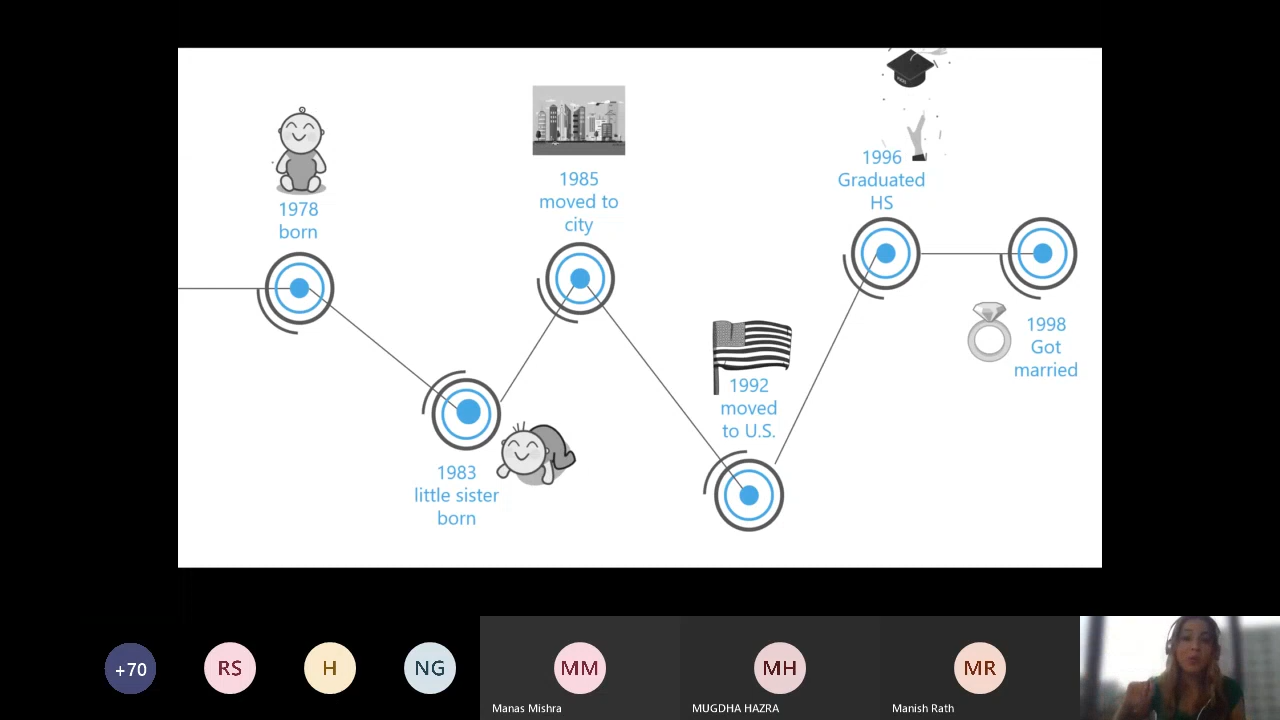 1978
born
1983
little sister
born
1985
moved to
city
1992
moved
to U.S.
1996
Graduated
HS
1998
Got
married
+70
RS
H
NG
MM
MH
MR
Manas Mishra
MUGDHA HAZRA
Manish Rath